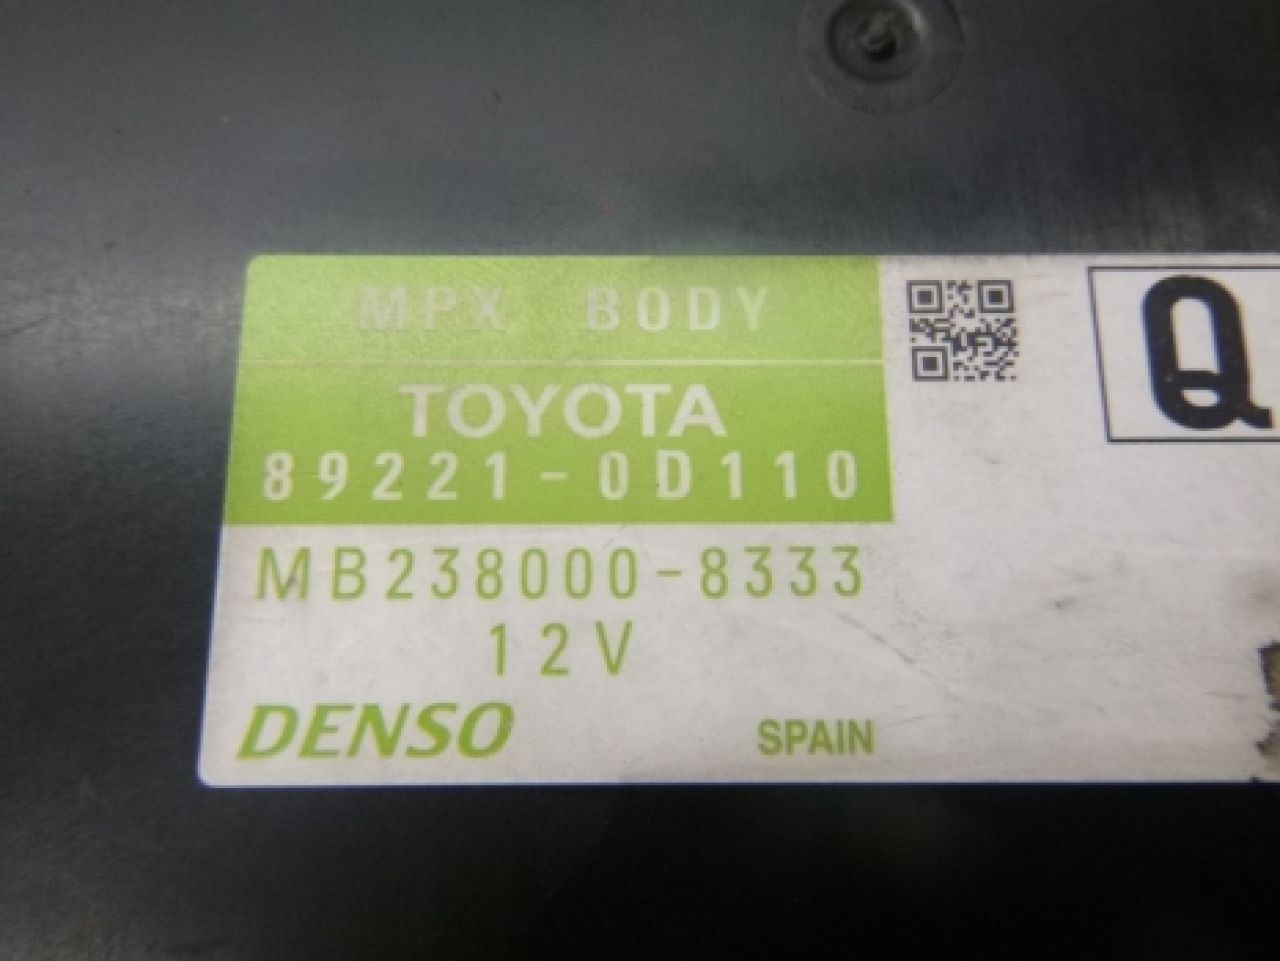 MPX BODY
TOYOTA
89221-0D110
MB238000-8333
12V
DENSO
SPAIN
Q